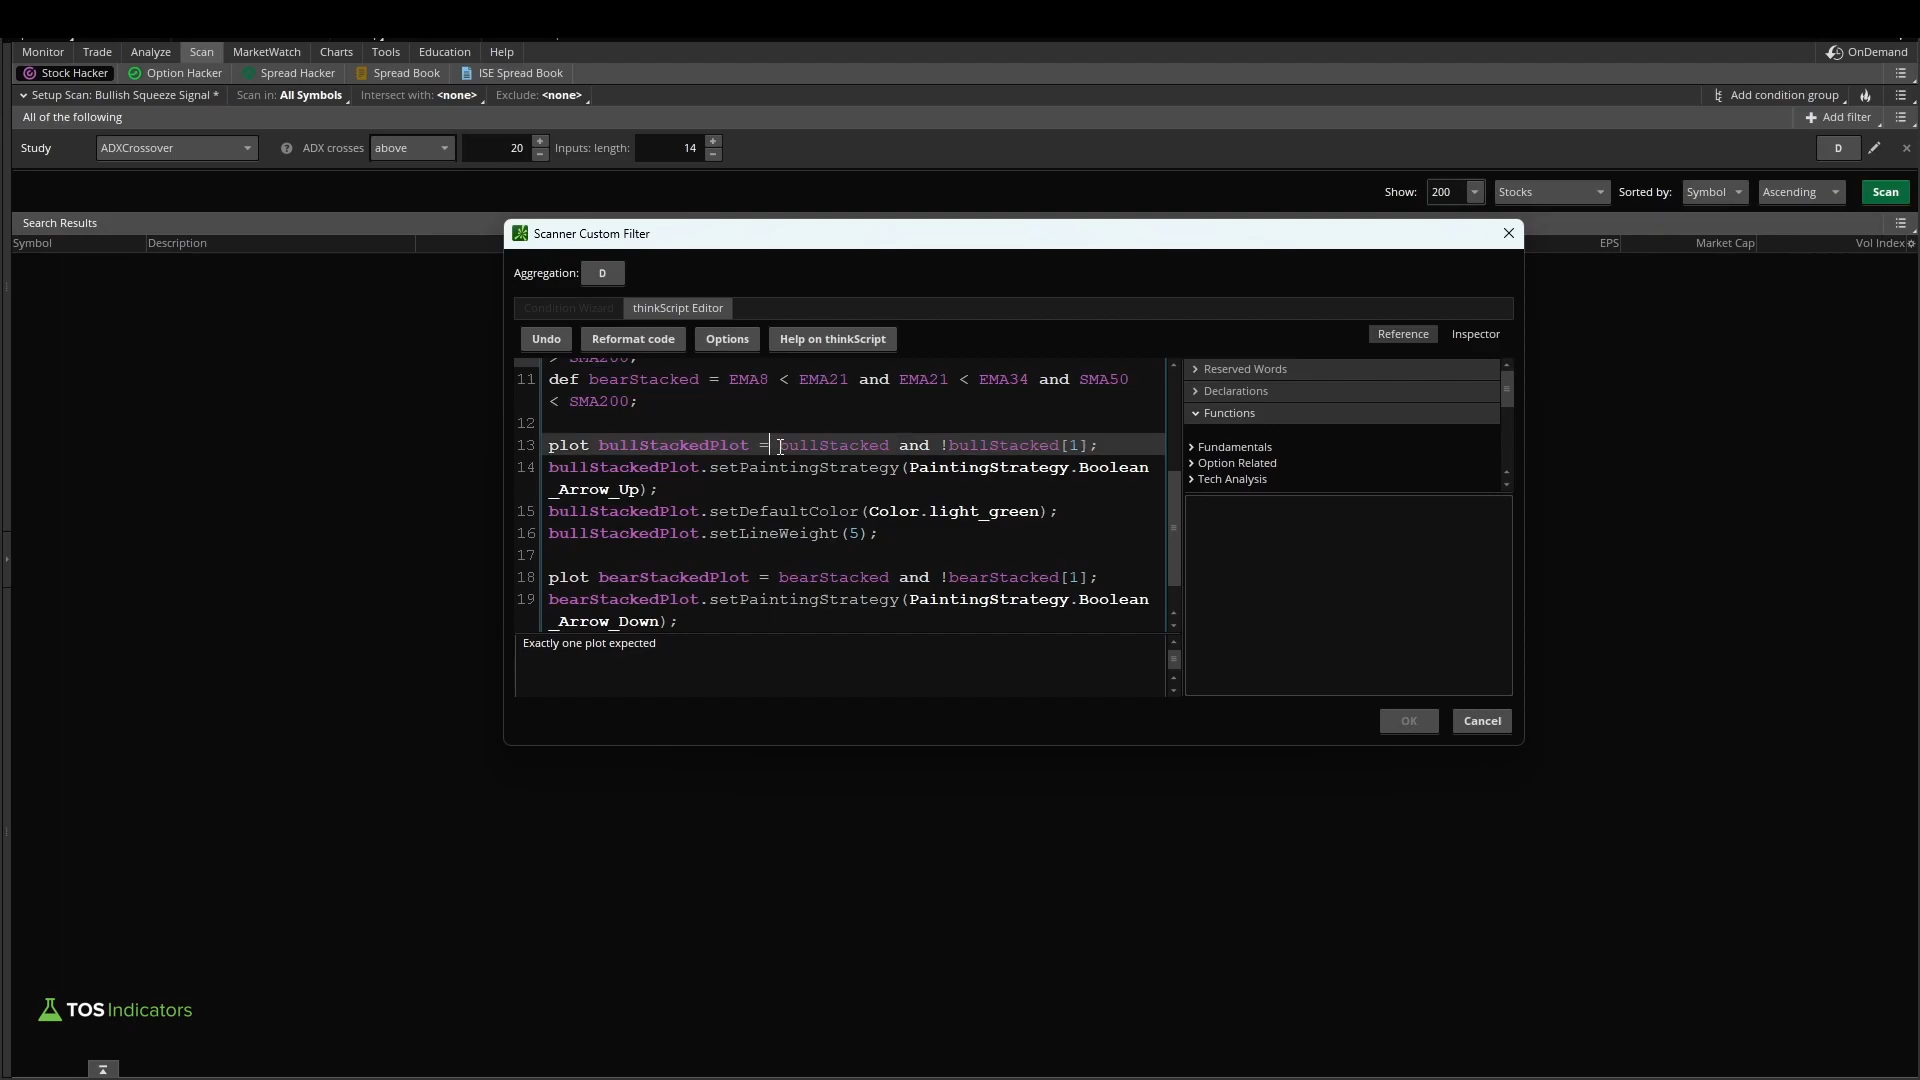 Monitor Trade Analyze Scan MarketWatch Charts Tools Education Help OnDemand
Stock Hacker Option Hacker Spread Hacker Spread Book ISE Spread Book
Setup Scan: Bullish Squeeze Signal * Scan in: All Symbols Intersect with: <none> Exclude: <none> Add condition group
All of the following Add filter
Study ADXCrossover ADX crosses above 20 Inputs: length: 14 D
Show: 200 Stocks Sorted by: Symbol Ascending Scan
Search Results
Symbol Description EPS Market Cap Vol Index
Scanner Custom Filter
Aggregation: D
Condition Wizard thinkScript Editor
Undo Reformat code Options Help on thinkScript Reference Inspector
> SMA200;
11 def bearStacked = EMA8 < EMA21 and EMA21 < EMA34 and SMA50
< SMA200;
12
13 plot bullStackedPlot = bullStacked and !bullStacked[1];
14 bullStackedPlot.setPaintingStrategy(PaintingStrategy.Boolean
_Arrow_Up);
15 bullStackedPlot.setDefaultColor(Color.light_green);
16 bullStackedPlot.setLineWeight(5);
17
18 plot bearStackedPlot = bearStacked and !bearStacked[1];
19 bearStackedPlot.setPaintingStrategy(PaintingStrategy.Boolean
_Arrow_Down);
Reserved Words
Declarations
Functions
Fundamentals
Option Related
Tech Analysis
Exactly one plot expected
OK Cancel
TOS Indicators